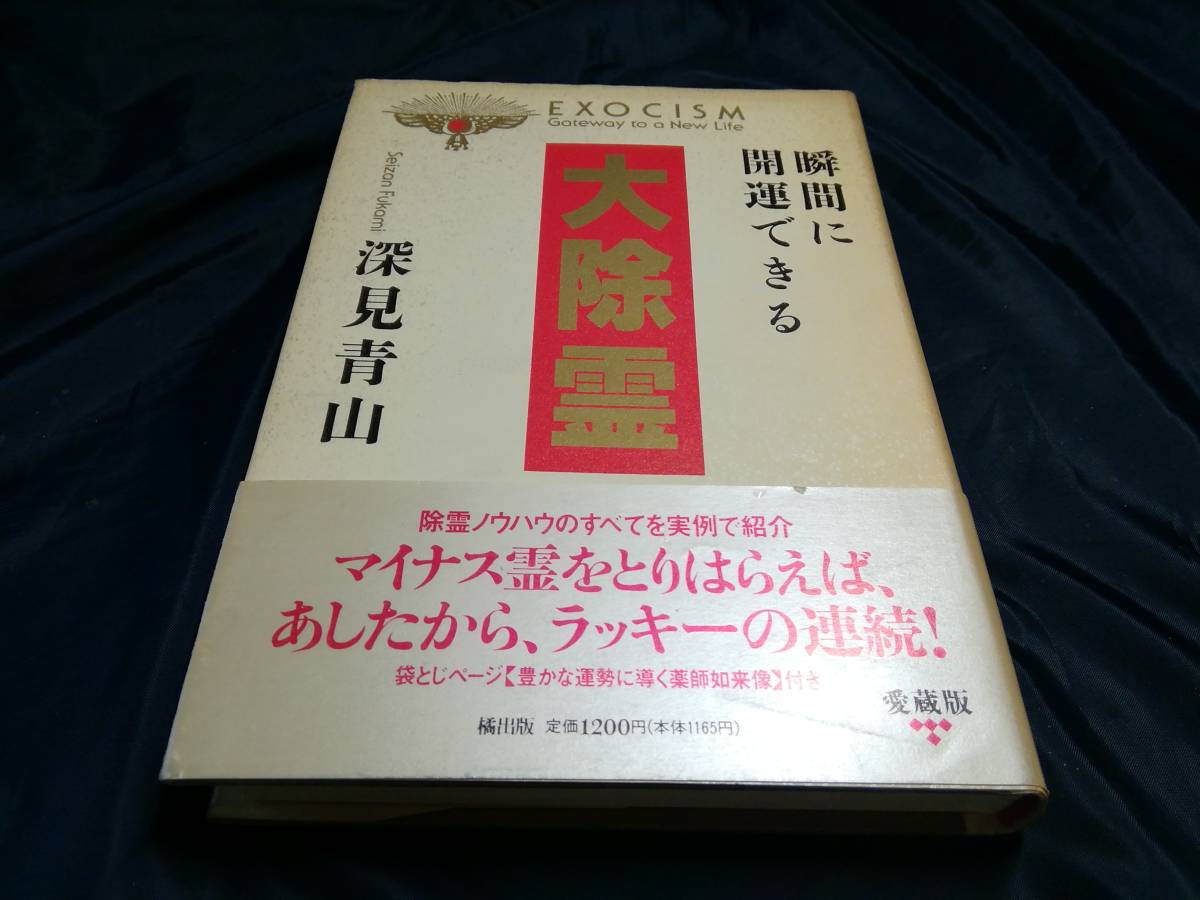 EXOCISM
Gateway to a New Life
瞬間に
開運できる
大除霊
Seizan Fukami
深見青山
除霊ノウハウのすべてを実例で紹介
マイナス霊をとりはらえば、
あしたから、ラッキーの連続!
袋とじページ【豊かな運勢に導く薬師如来像】付き
愛蔵版
橘出版 定価1200円(本体1165円)